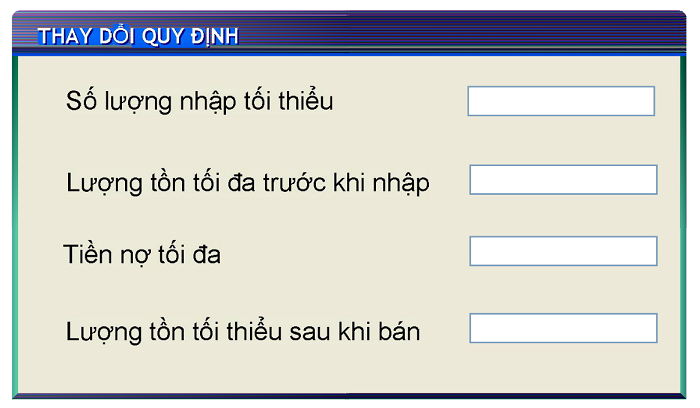 THAY DỔI QUY ĐỊNH
Số lượng nhập tối thiểu
Lượng tồn tối đa trước khi nhập
Tiền nợ tối đa
Lượng tồn tối thiểu sau khi bán